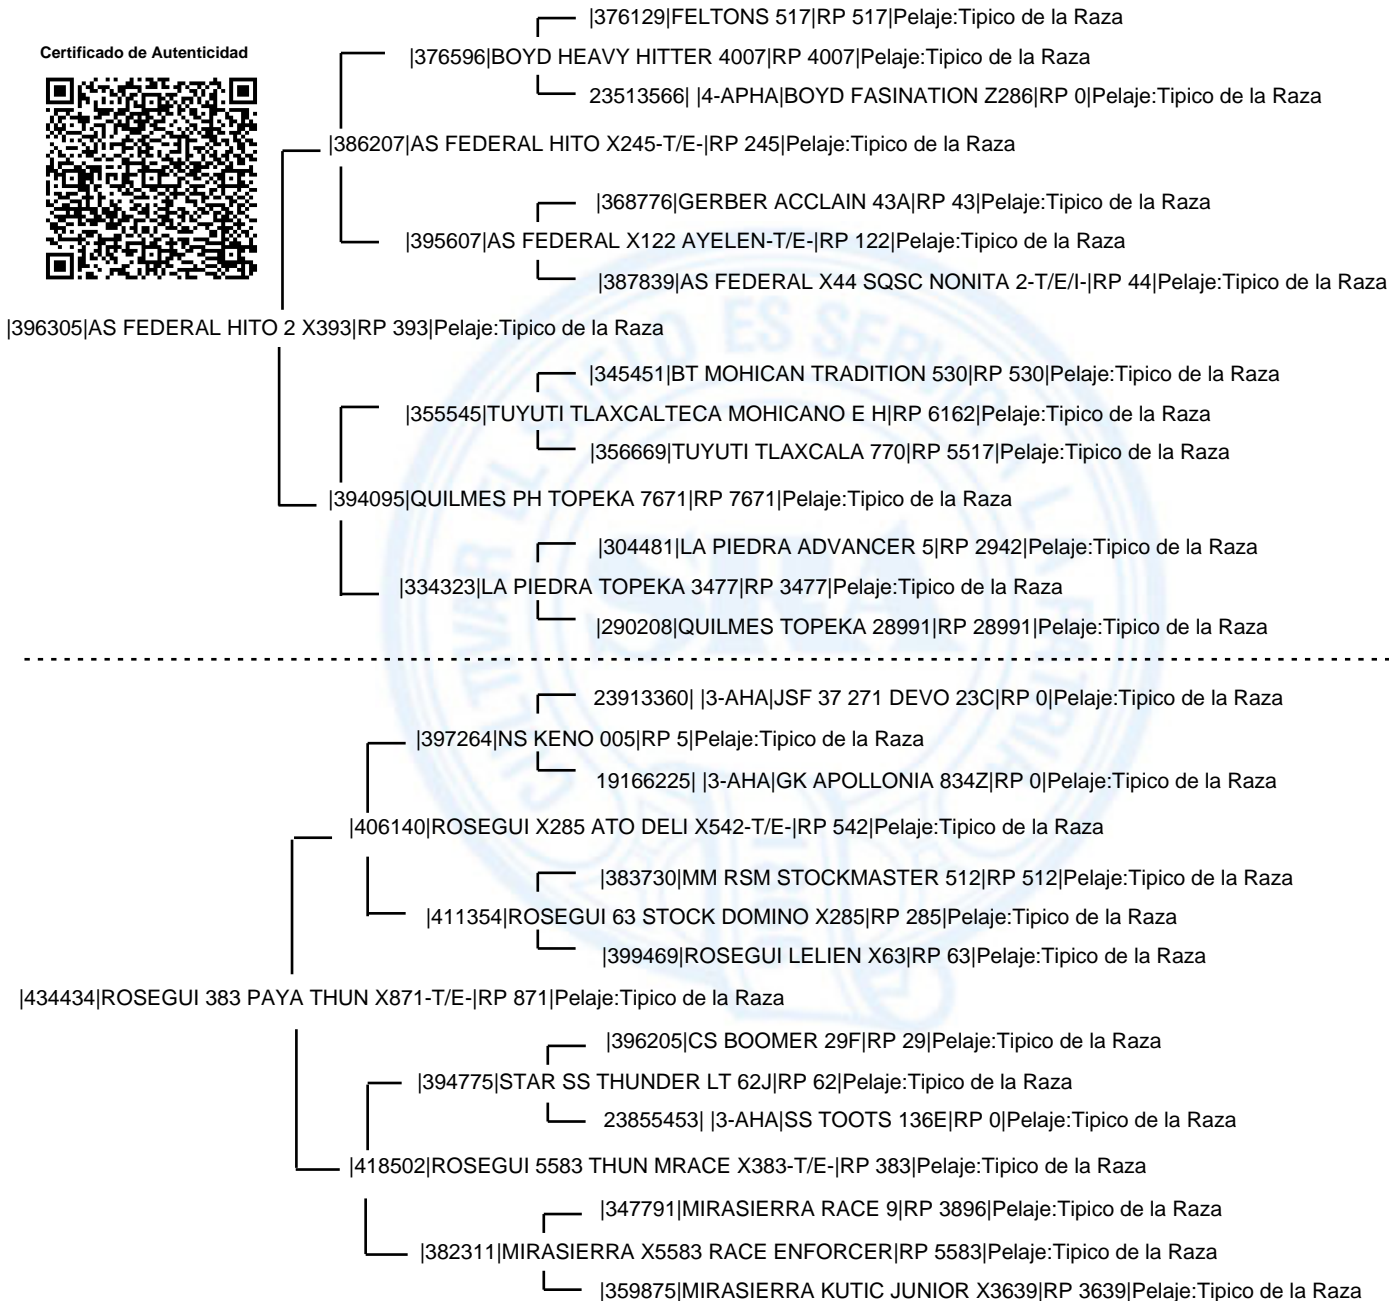 |376129|FELTONS 517|RP 517|Pelaje:Tipico de la Raza
Certificado de Autenticidad
|376596|BOYD HEAVY HITTER 4007|RP 4007|Pelaje:Tipico de la Raza
23513566| |4-APHA|BOYD FASINATION Z286|RP 0|Pelaje:Tipico de la Raza
|386207|AS FEDERAL HITO X245-T/E-|RP 245|Pelaje:Tipico de la Raza
|368776|GERBER ACCLAIN 43A|RP 43|Pelaje:Tipico de la Raza
|395607|AS FEDERAL X122 AYELEN-T/E-|RP 122|Pelaje:Tipico de la Raza
|387839|AS FEDERAL X44 SQSC NONITA 2-T/E/I-|RP 44|Pelaje:Tipico de la Raza
|396305|AS FEDERAL HITO 2 X393|RP 393|Pelaje:Tipico de la Raza
|345451|BT MOHICAN TRADITION 530|RP 530|Pelaje:Tipico de la Raza
|355545|TUYUTI TLAXCALTECA MOHICANO E H|RP 6162|Pelaje:Tipico de la Raza
|356669|TUYUTI TLAXCALA 770|RP 5517|Pelaje:Tipico de la Raza
|394095|QUILMES PH TOPEKA 7671|RP 7671|Pelaje:Tipico de la Raza
|304481|LA PIEDRA ADVANCER 5|RP 2942|Pelaje:Tipico de la Raza
|334323|LA PIEDRA TOPEKA 3477|RP 3477|Pelaje:Tipico de la Raza
|290208|QUILMES TOPEKA 28991|RP 28991|Pelaje:Tipico de la Raza
23913360| |3-AHA|JSF 37 271 DEVO 23C|RP 0|Pelaje:Tipico de la Raza
|397264|NS KENO 005|RP 5|Pelaje:Tipico de la Raza
19166225| |3-AHA|GK APOLLONIA 834Z|RP 0|Pelaje:Tipico de la Raza
|406140|ROSEGUI X285 ATO DELI X542-T/E-|RP 542|Pelaje:Tipico de la Raza
|383730|MM RSM STOCKMASTER 512|RP 512|Pelaje:Tipico de la Raza
|411354|ROSEGUI 63 STOCK DOMINO X285|RP 285|Pelaje:Tipico de la Raza
|399469|ROSEGUI LELIEN X63|RP 63|Pelaje:Tipico de la Raza
|434434|ROSEGUI 383 PAYA THUN X871-T/E-|RP 871|Pelaje:Tipico de la Raza
|396205|CS BOOMER 29F|RP 29|Pelaje:Tipico de la Raza
|394775|STAR SS THUNDER LT 62J|RP 62|Pelaje:Tipico de la Raza
23855453| |3-AHA|SS TOOTS 136E|RP 0|Pelaje:Tipico de la Raza
|418502|ROSEGUI 5583 THUN MRACE X383-T/E-|RP 383|Pelaje:Tipico de la Raza
|347791|MIRASIERRA RACE 9|RP 3896|Pelaje:Tipico de la Raza
|382311|MIRASIERRA X5583 RACE ENFORCER|RP 5583|Pelaje:Tipico de la Raza
|359875|MIRASIERRA KUTIC JUNIOR X3639|RP 3639|Pelaje:Tipico de la Raza
CULTIVAR EL SUELO ES SERVIR A LA PATRIA
SRA